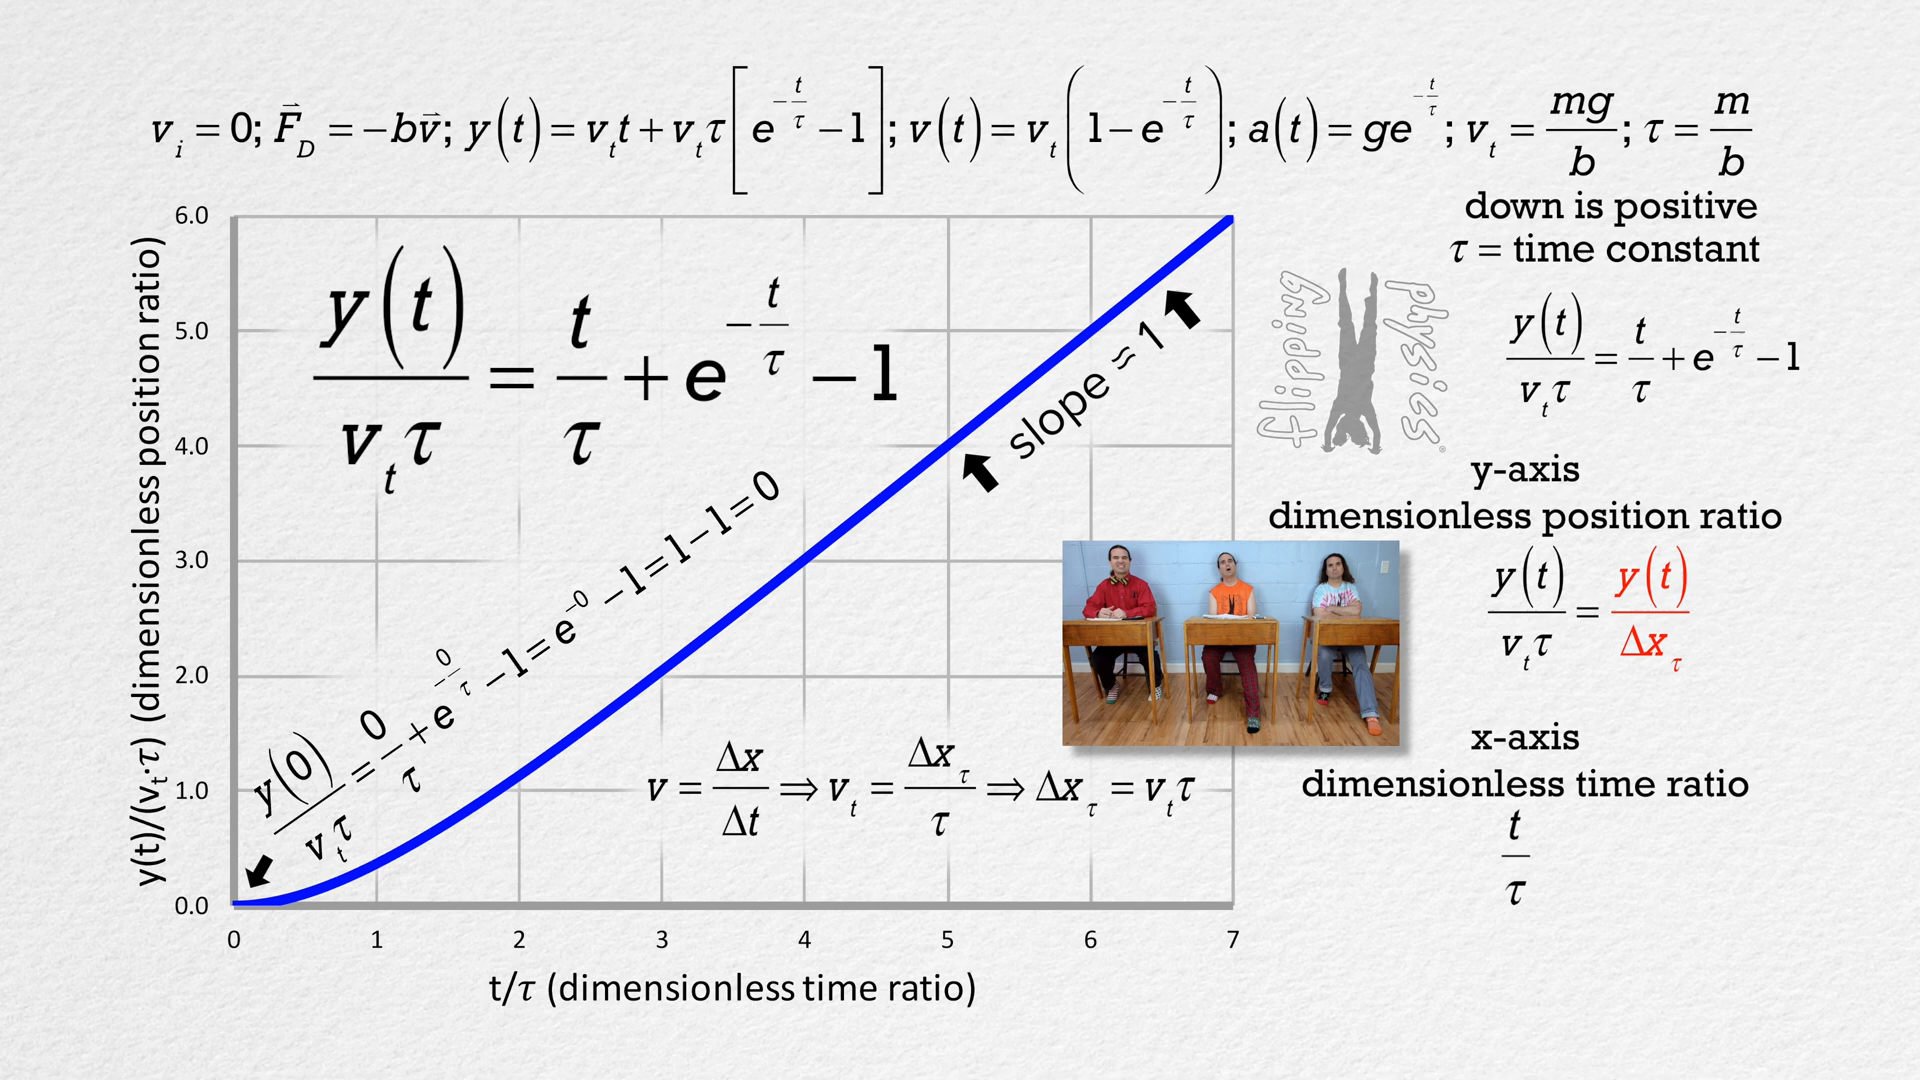 v_i = 0; F⃗_D = −bv⃗; y(t) = v_t t + v_t τ[e^(−t/τ) − 1]; v(t) = v_t(1 − e^(−t/τ)); a(t) = ge^(−t/τ); v_t = mg/b; τ = m/b
down is positive
τ = time constant
y(t)/(v_t τ) = t/τ + e^(−t/τ) − 1
flipping physics
y-axis
dimensionless position ratio
y(t)/(v_t τ) = y(t)/Δx_τ
x-axis
dimensionless time ratio
t/τ
y(t)/(v_t·τ) (dimensionless position ratio)
6.0
5.0
4.0
3.0
2.0
1.0
0.0
y(t)/(v_t τ) = t/τ + e^(−t/τ) − 1
slope ≈ 1
y(0)/(v_t τ) = 0/τ + e^(−0/τ) − 1 = e^(−0) − 1 = 1 − 1 = 0
v = Δx/Δt ⇒ v_t = Δx_τ/τ ⇒ Δx_τ = v_t τ
0 1 2 3 4 5 6 7
t/τ (dimensionless time ratio)